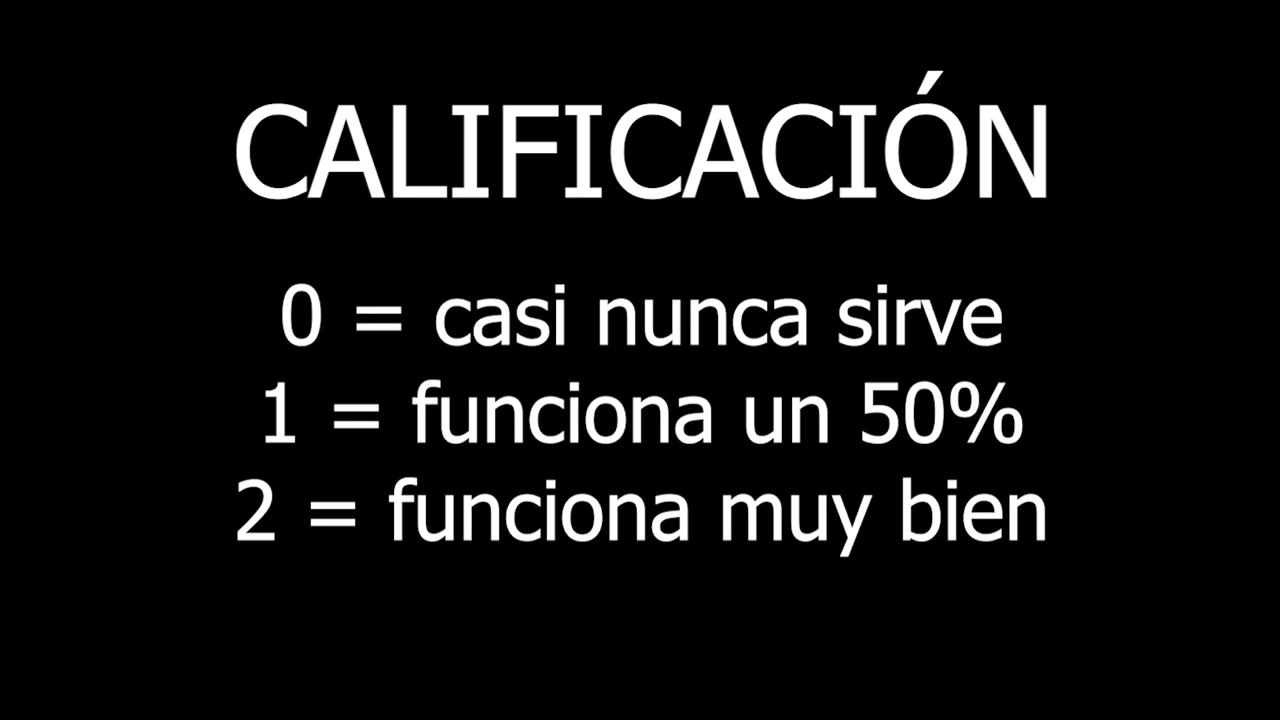 CALIFICACIÓN
0 = casi nunca sirve
1 = funciona un 50%
2 = funciona muy bien